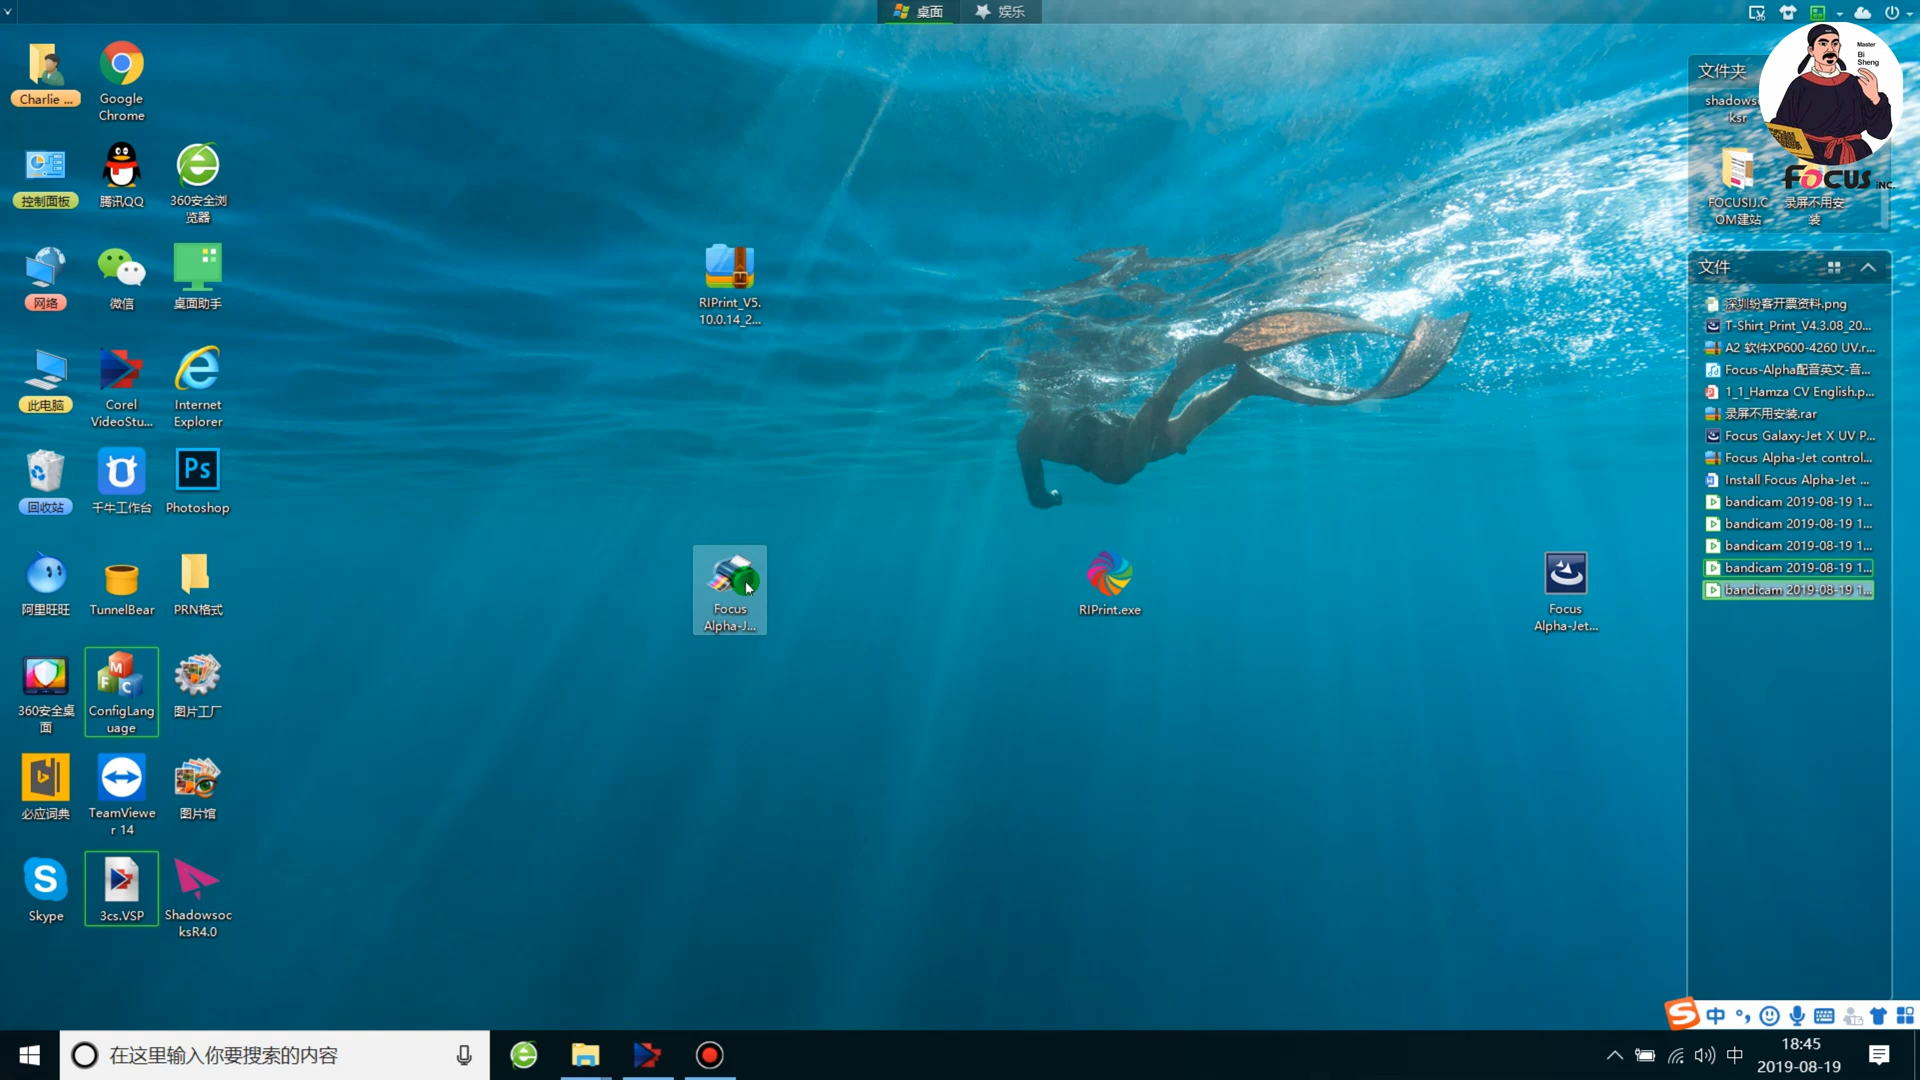 桌面
娱乐
Charlie ...
Google
Chrome
控制面板
腾讯QQ
360安全浏
览器
网络
微信
桌面助手
此电脑
Corel
VideoStu...
Internet
Explorer
回收站
千牛工作台
Ps
Photoshop
阿里旺旺
TunnelBear
PRN格式
360安全桌
面
M
F
C
ConfigLang
uage
图片工厂
必应词典
TeamViewe
r 14
图片馆
S
Skype
3cs.VSP
Shadowsoc
ksR4.0
RIPrint_V5.
10.0.14_2...
Focus
Alpha-J...
RIPrint.exe
Focus
Alpha-Jet...
文件夹
shadows
ksr
Master
Bi
Sheng
FOCUS INC.
FOCUSIJ.C
OM建站
录屏不用安
装
文件
深圳纷客开票资料.png
T-Shirt_Print_V4.3.08_20...
A2 软件XP600-4260 UV.r...
Focus-Alpha配音英文-音...
1_1_Hamza CV English.p...
录屏不用安装.rar
Focus Galaxy-Jet X UV P...
Focus Alpha-Jet control...
Install Focus Alpha-Jet ...
bandicam 2019-08-19 1...
bandicam 2019-08-19 1...
bandicam 2019-08-19 1...
bandicam 2019-08-19 1...
bandicam 2019-08-19 1...
S 中
在这里输入你要搜索的内容
中
18:45
2019-08-19